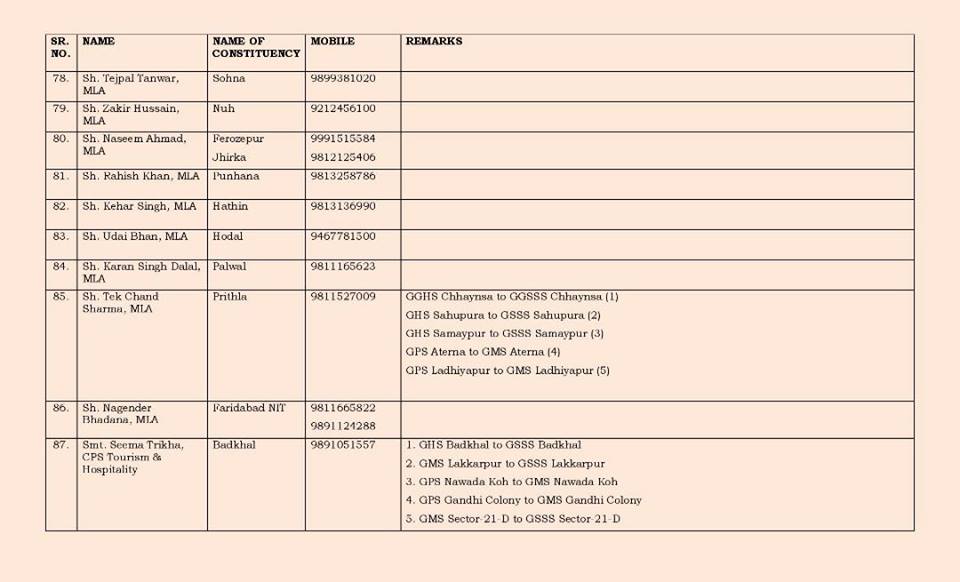 SR. NO. NAME NAME OF CONSTITUENCY MOBILE REMARKS
78. Sh. Tejpal Tanwar, MLA Sohna 9899381020
79. Sh. Zakir Hussain, MLA Nuh 9212456100
80. Sh. Naseem Ahmad, MLA Ferozepur Jhirka 9991515584 9812125406
81. Sh. Rahish Khan, MLA Punhana 9813258786
82. Sh. Kehar Singh, MLA Hathin 9813136990
83. Sh. Udai Bhan, MLA Hodal 9467781500
84. Sh. Karan Singh Dalal, MLA Palwal 9811165623
85. Sh. Tek Chand Sharma, MLA Prithla 9811527009 GGHS Chhaynsa to GGSSS Chhaynsa (1)
GHS Sahupura to GSSS Sahupura (2)
GHS Samaypur to GSSS Samaypur (3)
GPS Aterna to GMS Aterna (4)
GPS Ladhiyapur to GMS Ladhiyapur (5)
86. Sh. Nagender Bhadana, MLA Faridabad NIT 9811665822 9891124288
87. Smt. Seema Trikha, CPS Tourism & Hospitality Badkhal 9891051557 1. GHS Badkhal to GSSS Badkhal
2. GMS Lakkarpur to GSSS Lakkarpur
3. GPS Nawada Koh to GMS Nawada Koh
4. GPS Gandhi Colony to GMS Gandhi Colony
5. GMS Sector-21-D to GSSS Sector-21-D